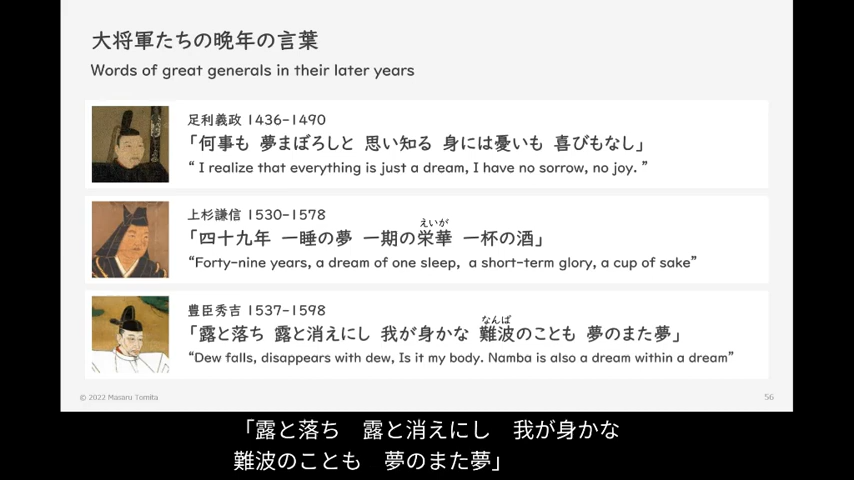 大将軍たちの晩年の言葉
Words of great generals in their later years
足利義政 1436-1490
「何事も 夢まぼろしと 思い知る 身には憂いも 喜びもなし」
“ I realize that everything is just a dream, I have no sorrow, no joy. ”
上杉謙信 1530-1578
えいが
「四十九年 一睡の夢 一期の栄華 一杯の酒」
“Forty-nine years, a dream of one sleep, a short-term glory, a cup of sake”
豊臣秀吉 1537-1598
なんば
「露と落ち 露と消えにし 我が身かな 難波のことも 夢のまた夢」
“Dew falls, disappears with dew, Is it my body. Namba is also a dream within a dream”
© 2022 Masaru Tomita
56
「露と落ち 露と消えにし 我が身かな
難波のことも 夢のまた夢」